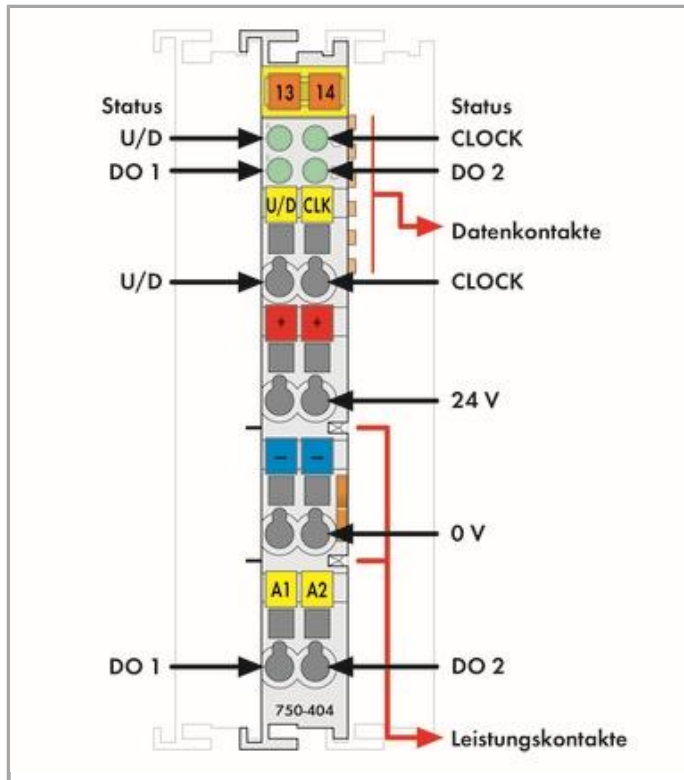 13 14
Status Status
U/D CLOCK
DO 1 DO 2
U/D CLK
Datenkontakte
U/D CLOCK
+ +
24 V
− −
0 V
A1 A2
DO 1 DO 2
750-404
Leistungskontakte